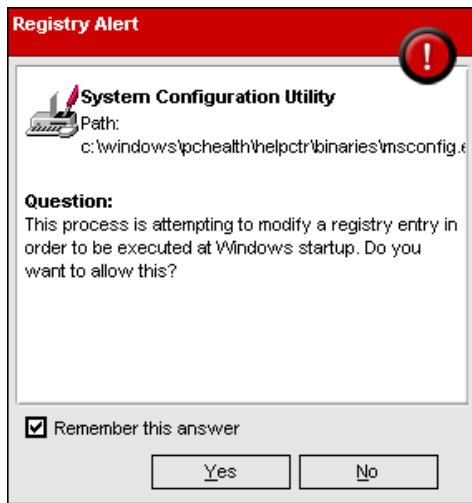 Registry Alert
System Configuration Utility
Path:
c:\windows\pchealth\helpctr\binaries\msconfig.e
Question:
This process is attempting to modify a registry entry in
order to be executed at Windows startup. Do you
want to allow this?
Remember this answer
Yes
No